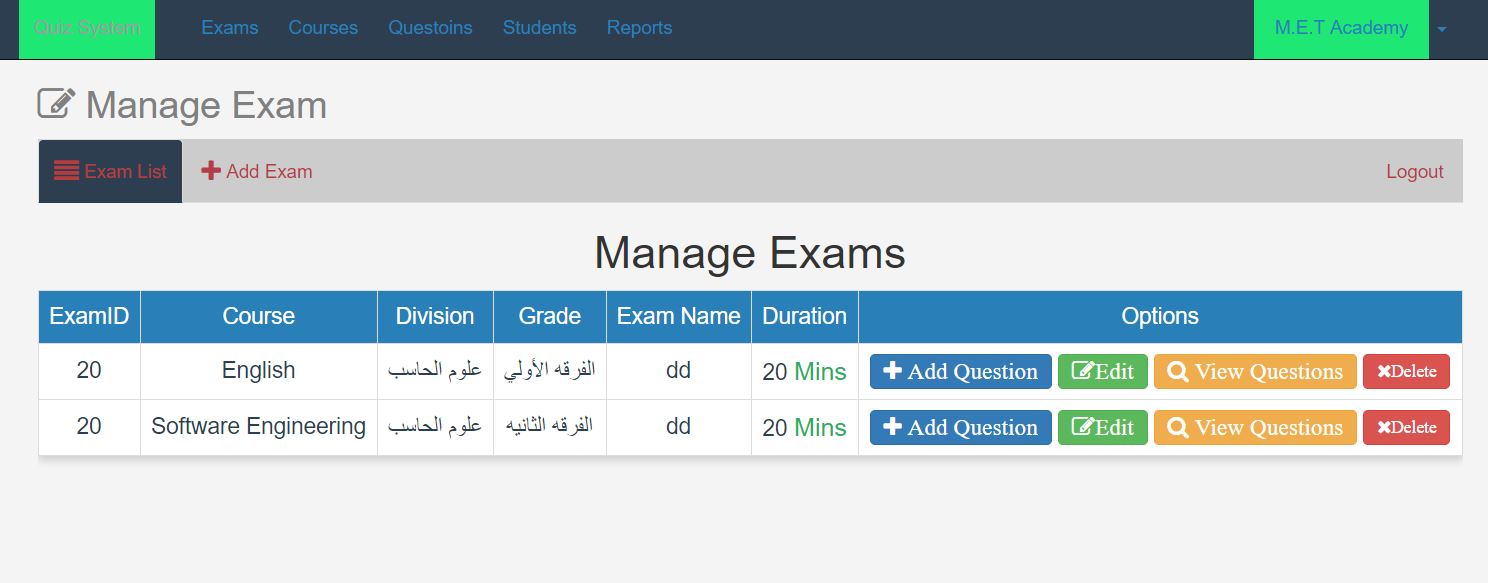 Quiz System Exams Courses Questoins Students Reports M.E.T Academy
Manage Exam
Exam List Add Exam Logout
Manage Exams
ExamID Course Division Grade Exam Name Duration Options
20 English علوم الحاسب الفرقه الأولي dd 20 Mins Add Question Edit View Questions Delete
20 Software Engineering علوم الحاسب الفرقه الثانيه dd 20 Mins Add Question Edit View Questions Delete